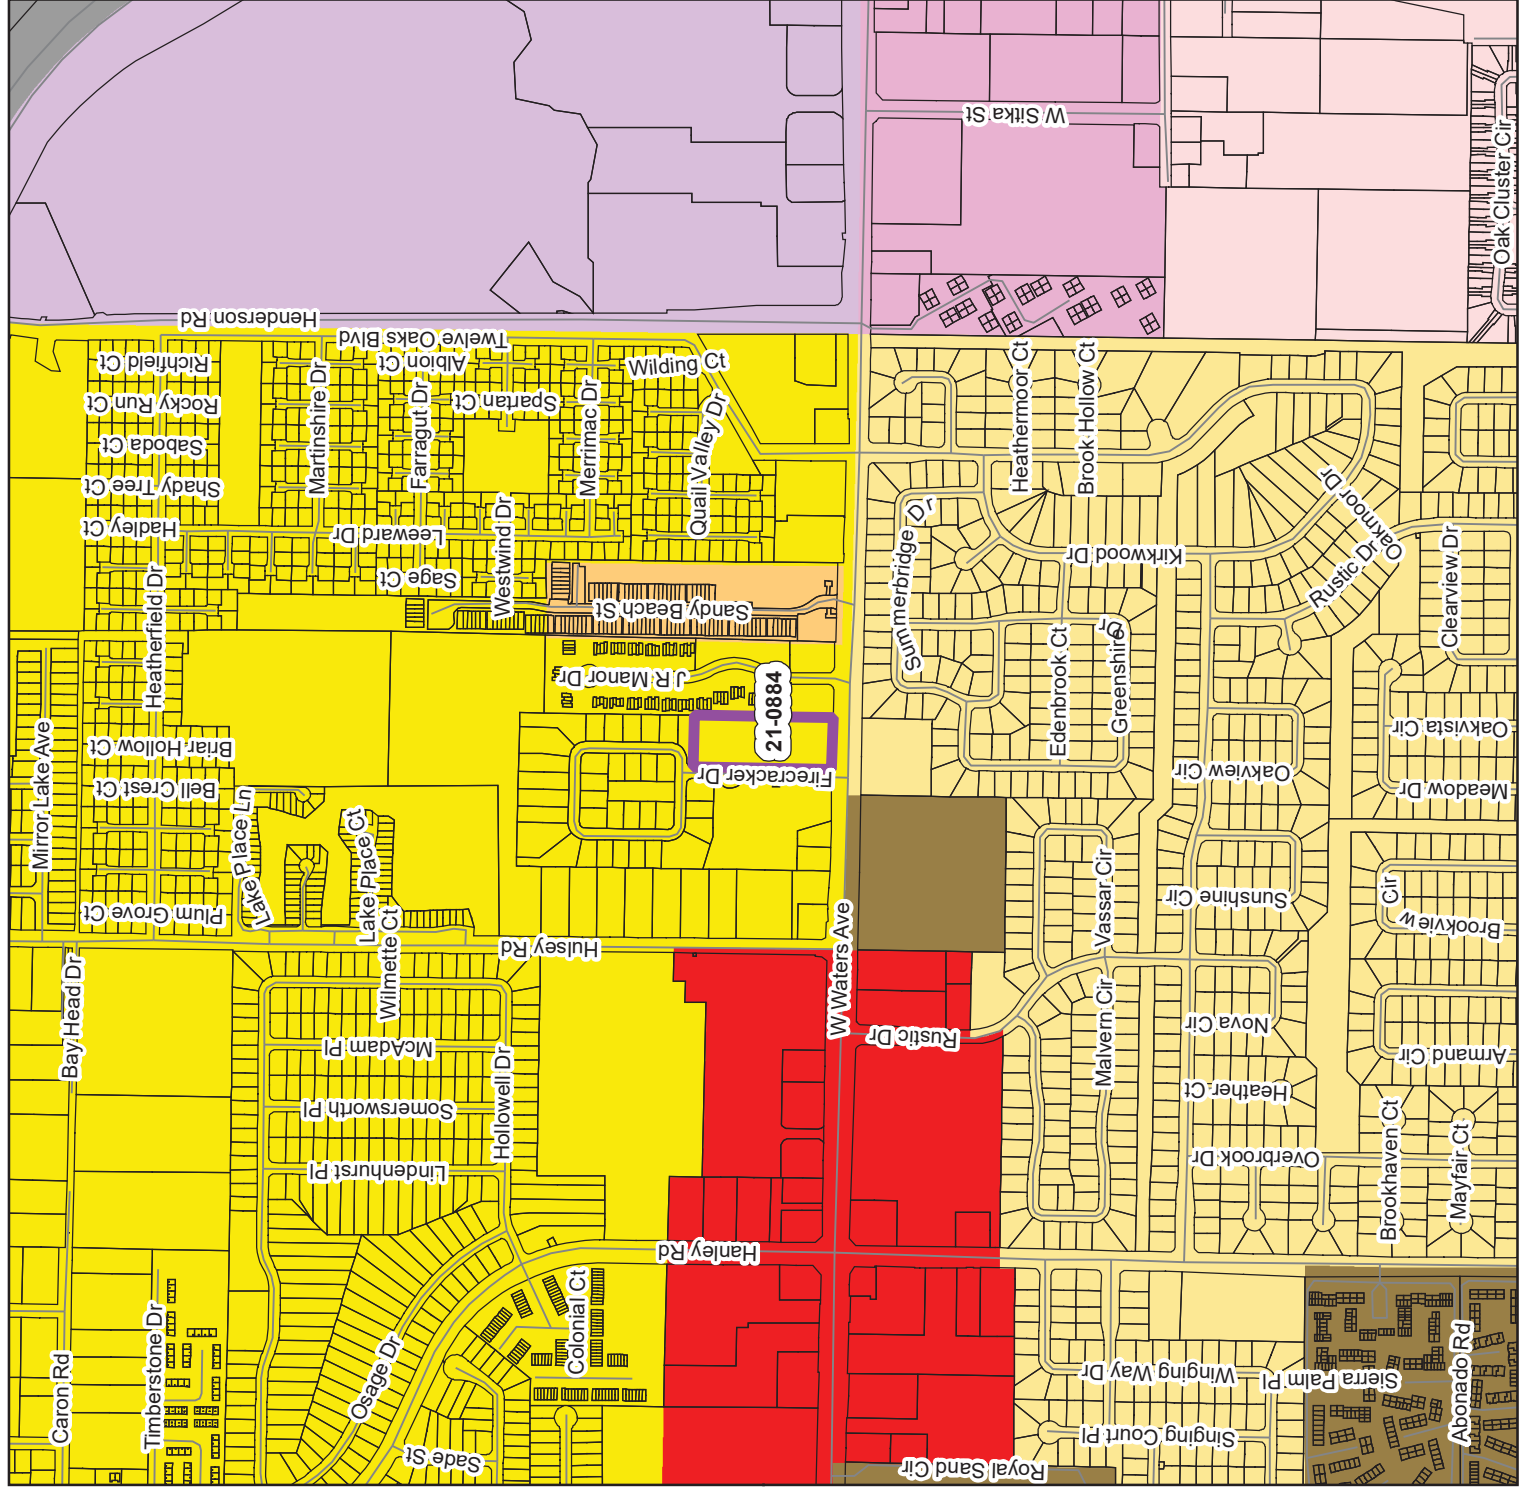 W Sitka St
Oak Cluster Cir
Henderson Rd
Twelve Oaks Blvd
Richfield Ct
Albion Ct
Wilding Ct
Heathermoor Ct
Brook Hollow Ct
Rocky Run Ct
Martinshire Dr
Farragut Dr
Spartan Ct
Merrimac Dr
Quail Valley Dr
Saboda Ct
Shady Tree Ct
Hadley Ct
Leeward Dr
Westwind Dr
Summerbridge Dr
Kirkwood Dr
Oakmor Dr
Rustic Dr
Clearview Dr
Sage Ct
Heatherfield Dr
Sandy Beach St
Edenbrook Ct
Greenshire Dr
J R Manor Dr
21-0884
Mirror Lake Ave
Briar Hollow Ct
Oakvista Cir
Firecracker Dr
Oakview Cir
Bell Crest Ct
Meadow Dr
Lake Place Ln
Lake Place Ct
Plum Grove Ct
Wilmette Ct
Vassar Cir
Sunshine Cir
Brookview Cir
Hulsey Rd
W Waters Ave
Bay Head Dr
Rustic Dr
Malvern Cir
Nova Cir
McAdam Pl
Armand Cir
Hollowell Dr
Somersworth Pl
Heather Ct
Lindenhurst Pl
Overbrook Dr
Brookhaven Ct
Mayfair Ct
Hanley Rd
Colonial Ct
Caron Rd
Timberstone Dr
Osage Dr
Winging Way Dr
Sierra Palm Pl
Abonado Rd
Singing Court Pl
Sade St
Royal Sand Cir